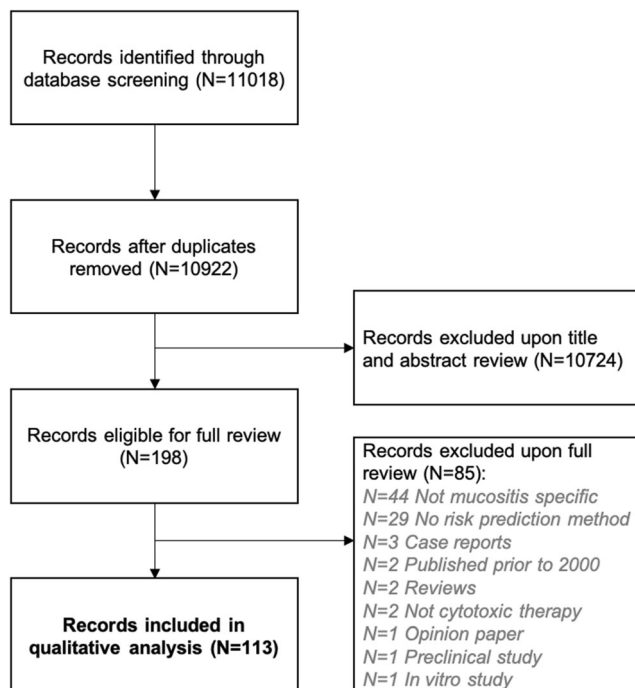 Records identified through
database screening (N=11018)
Records after duplicates
removed (N=10922)
Records excluded upon title
and abstract review (N=10724)
Records eligible for full review
(N=198)
Records excluded upon full
review (N=85):
N=44 Not mucositis specific
N=29 No risk prediction method
N=3 Case reports
N=2 Published prior to 2000
N=2 Reviews
N=2 Not cytotoxic therapy
N=1 Opinion paper
N=1 Preclinical study
N=1 In vitro study
Records included in
qualitative analysis (N=113)